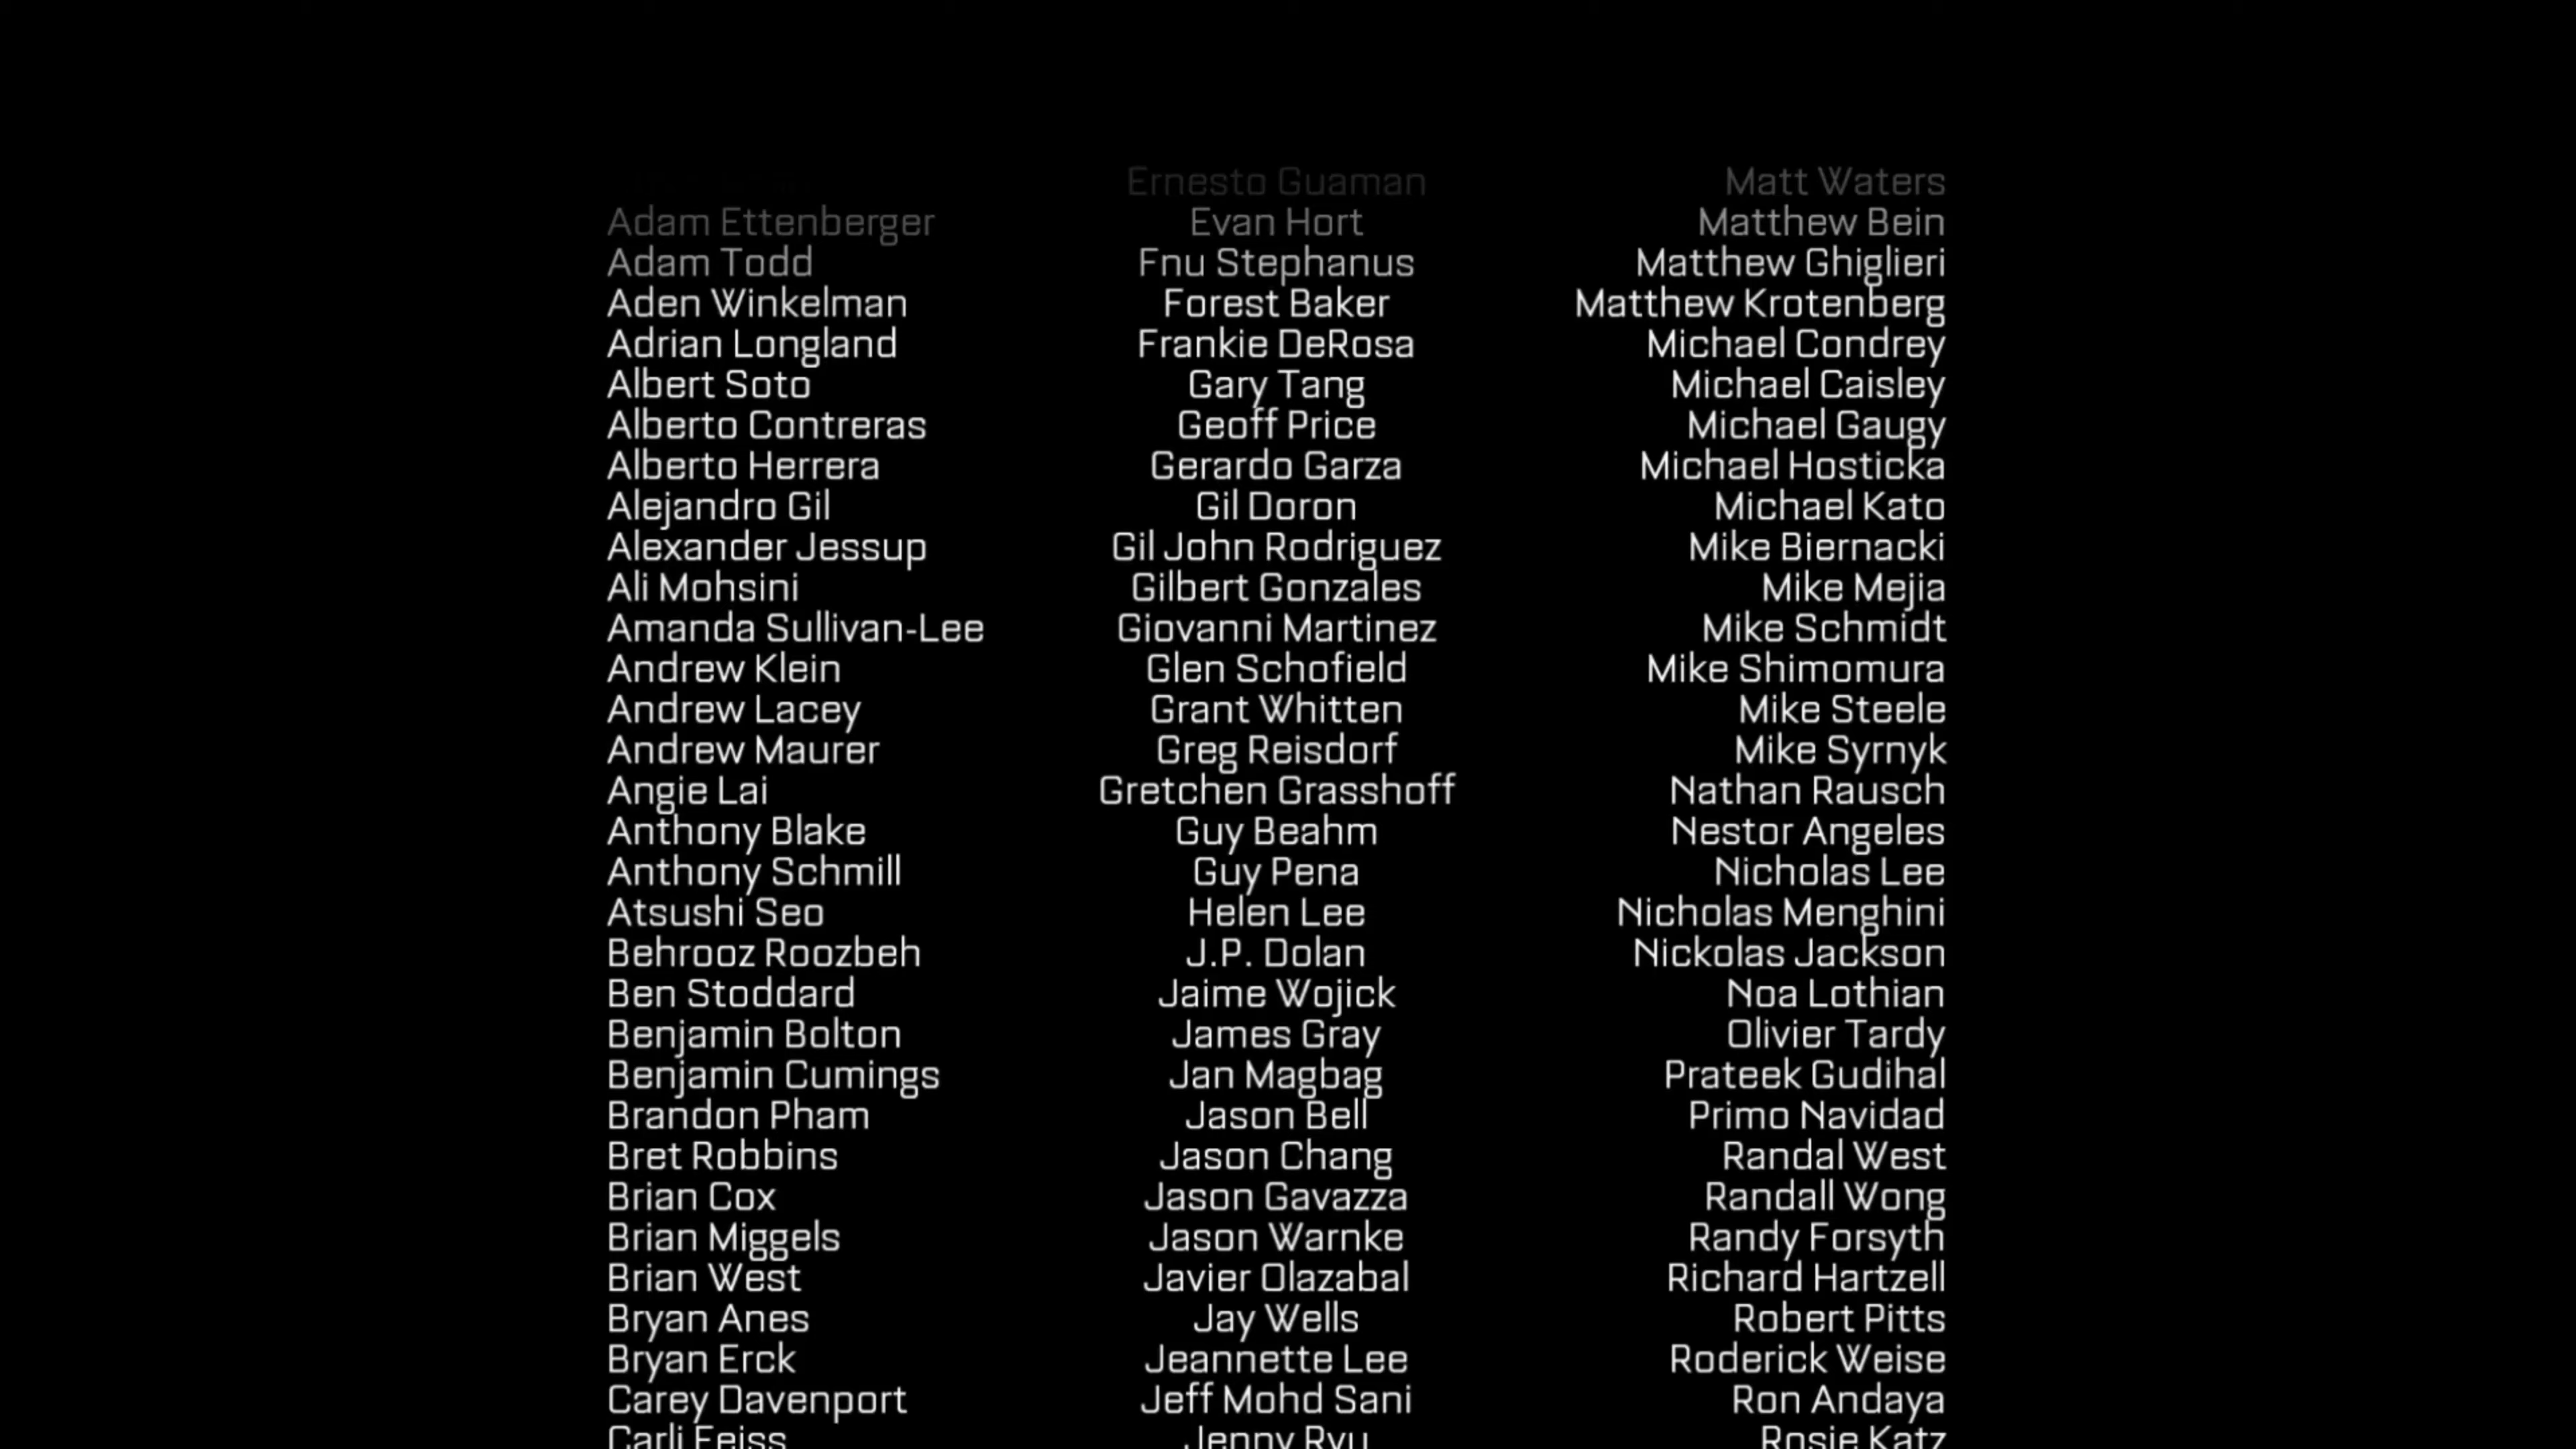 Ernesto Guaman Matt Waters
Adam Ettenberger Evan Hort Matthew Bein
Adam Todd Fnu Stephanus Matthew Ghiglieri
Aden Winkelman Forest Baker Matthew Krotenberg
Adrian Longland Frankie DeRosa Michael Condrey
Albert Soto Gary Tang Michael Caisley
Alberto Contreras Geoff Price Michael Gaugy
Alberto Herrera Gerardo Garza Michael Hosticka
Alejandro Gil Gil Doron Michael Kato
Alexander Jessup Gil John Rodriguez Mike Biernacki
Ali Mohsini Gilbert Gonzales Mike Mejia
Amanda Sullivan-Lee Giovanni Martinez Mike Schmidt
Andrew Klein Glen Schofield Mike Shimomura
Andrew Lacey Grant Whitten Mike Steele
Andrew Maurer Greg Reisdorf Mike Syrnyk
Angie Lai Gretchen Grasshoff Nathan Rausch
Anthony Blake Guy Beahm Nestor Angeles
Anthony Schmill Guy Pena Nicholas Lee
Atsushi Seo Helen Lee Nicholas Menghini
Behrooz Roozbeh J.P. Dolan Nickolas Jackson
Ben Stoddard Jaime Wojick Noa Lothian
Benjamin Bolton James Gray Olivier Tardy
Benjamin Cumings Jan Magbag Prateek Gudihal
Brandon Pham Jason Bell Primo Navidad
Bret Robbins Jason Chang Randal West
Brian Cox Jason Gavazza Randall Wong
Brian Miggels Jason Warnke Randy Forsyth
Brian West Javier Olazabal Richard Hartzell
Bryan Anes Jay Wells Robert Pitts
Bryan Erck Jeannette Lee Roderick Weise
Carey Davenport Jeff Mohd Sani Ron Andaya
Carli Feiss Jenny Ryu Rosie Katz